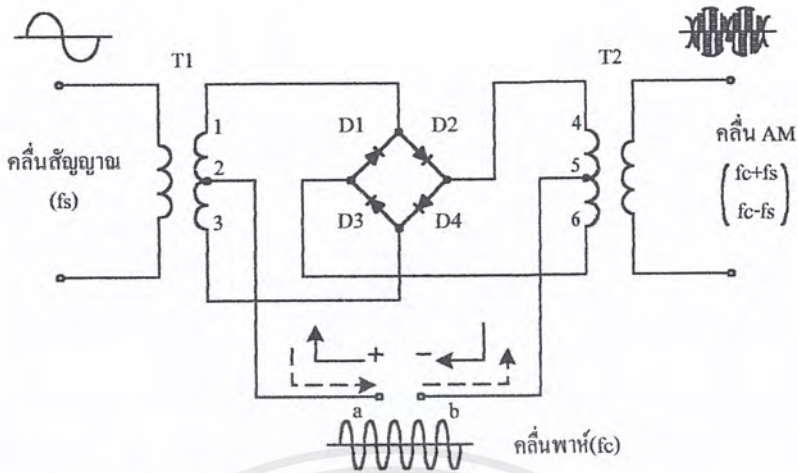 T1
T2
1
2
3
D1
D2
D3
D4
4
5
6
คลื่นสัญญาณ
(fs)
คลื่น AM
fc+fs
fc-fs
+
-
a
b
คลื่นพาห์(fc)